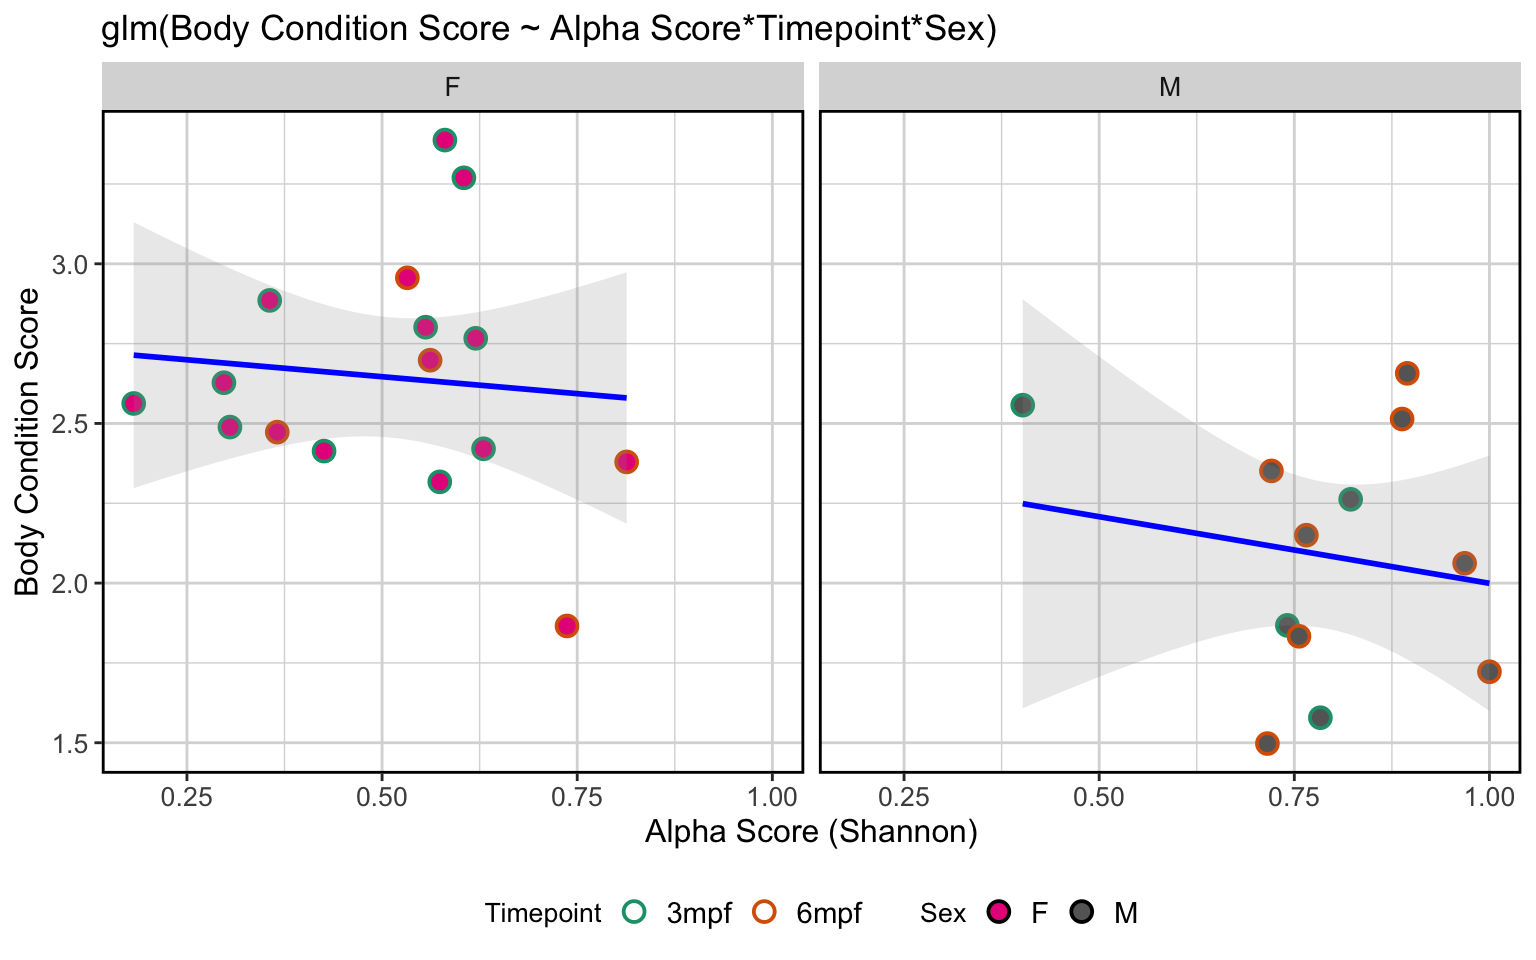 glm(Body Condition Score ~ Alpha Score*Timepoint*Sex)
F
M
Body Condition Score
3.0
2.5
2.0
1.5
0.25 0.50 0.75 1.00
0.25 0.50 0.75 1.00
Alpha Score (Shannon)
Timepoint 3mpf 6mpf Sex F M